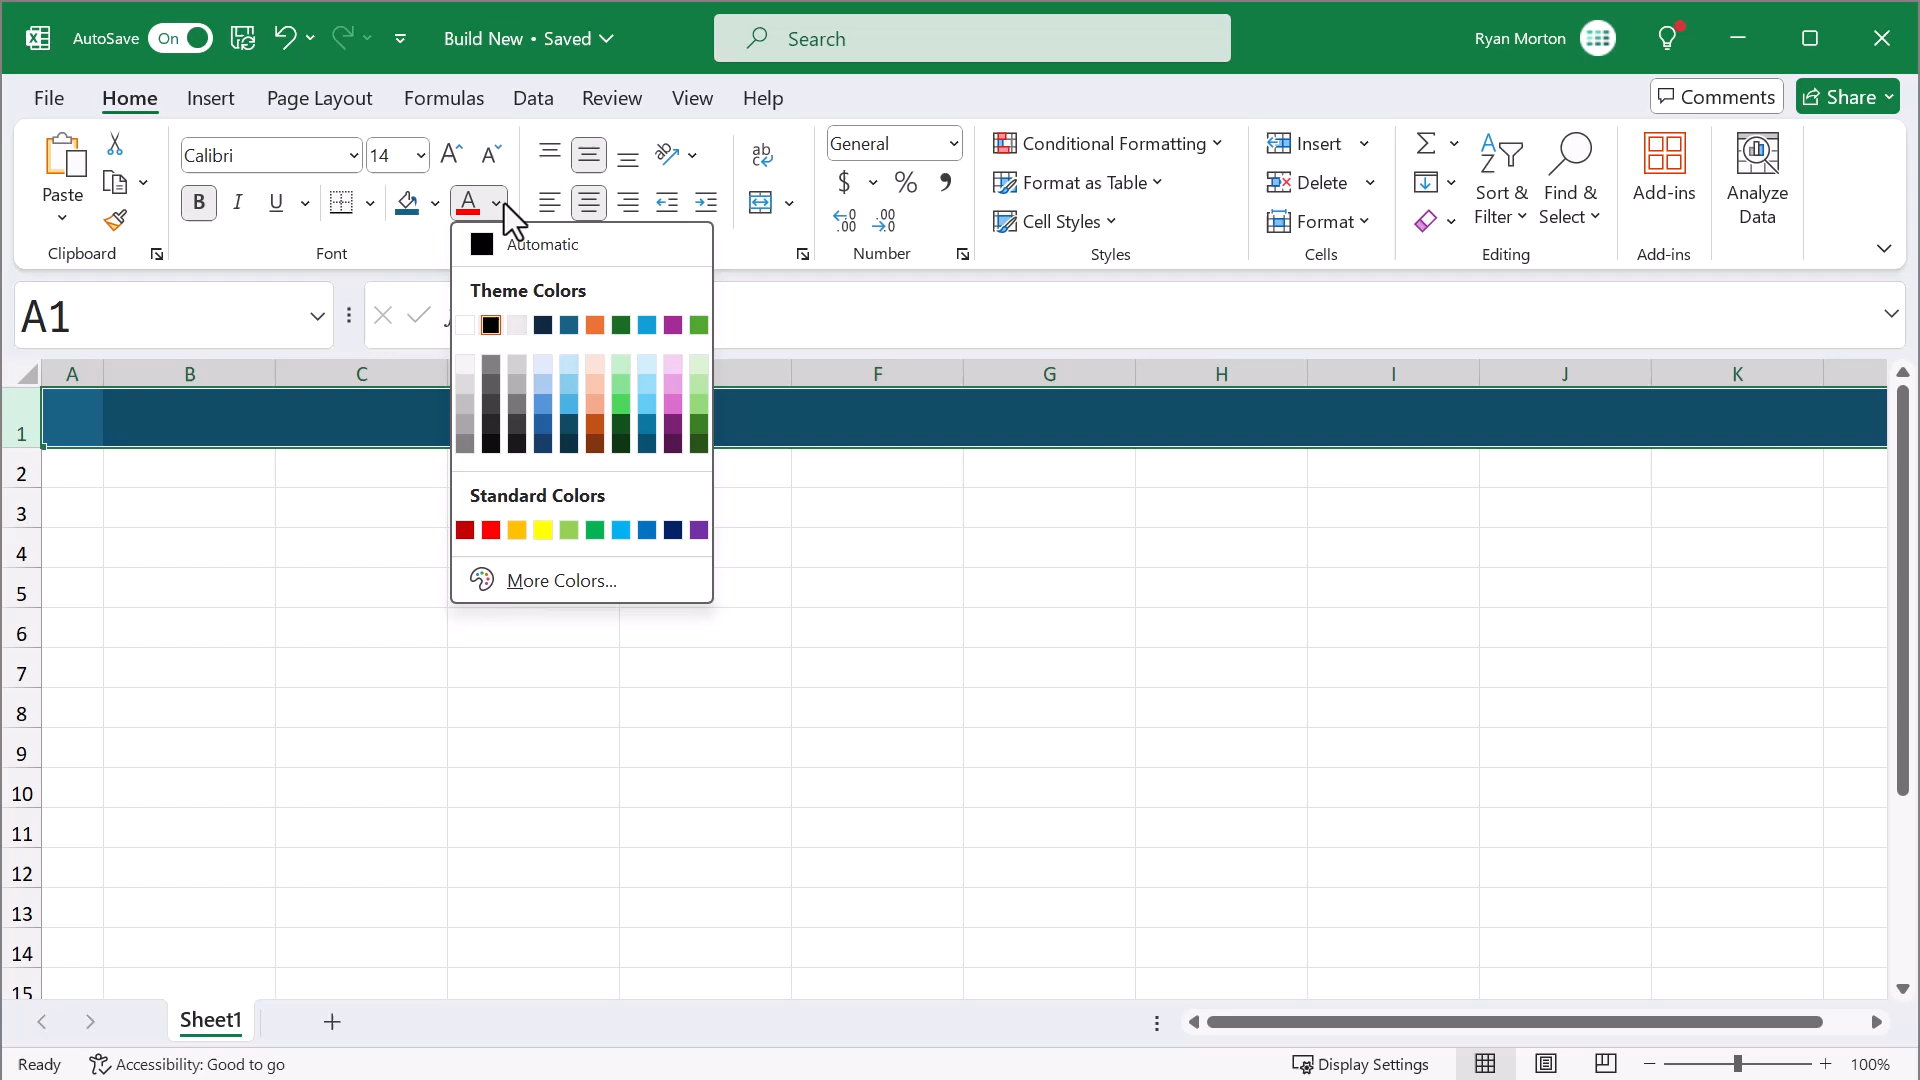 AutoSave On Build New • Saved Search Ryan Morton
File Home Insert Page Layout Formulas Data Review View Help Comments Share
Calibri 14 General Conditional Formatting Insert
Paste B I U A ab c $ % Format as Table Delete Sort & Filter Find & Select Add-ins Analyze Data
Cell Styles Format
Clipboard Font Number Styles Cells Editing Add-ins
Automatic
Theme Colors
A1
A B C F G H I J K
1
2
Standard Colors
3
4
More Colors...
5
6
7
8
9
10
11
12
13
14
15
Sheet1
Ready Accessibility: Good to go Display Settings 100%